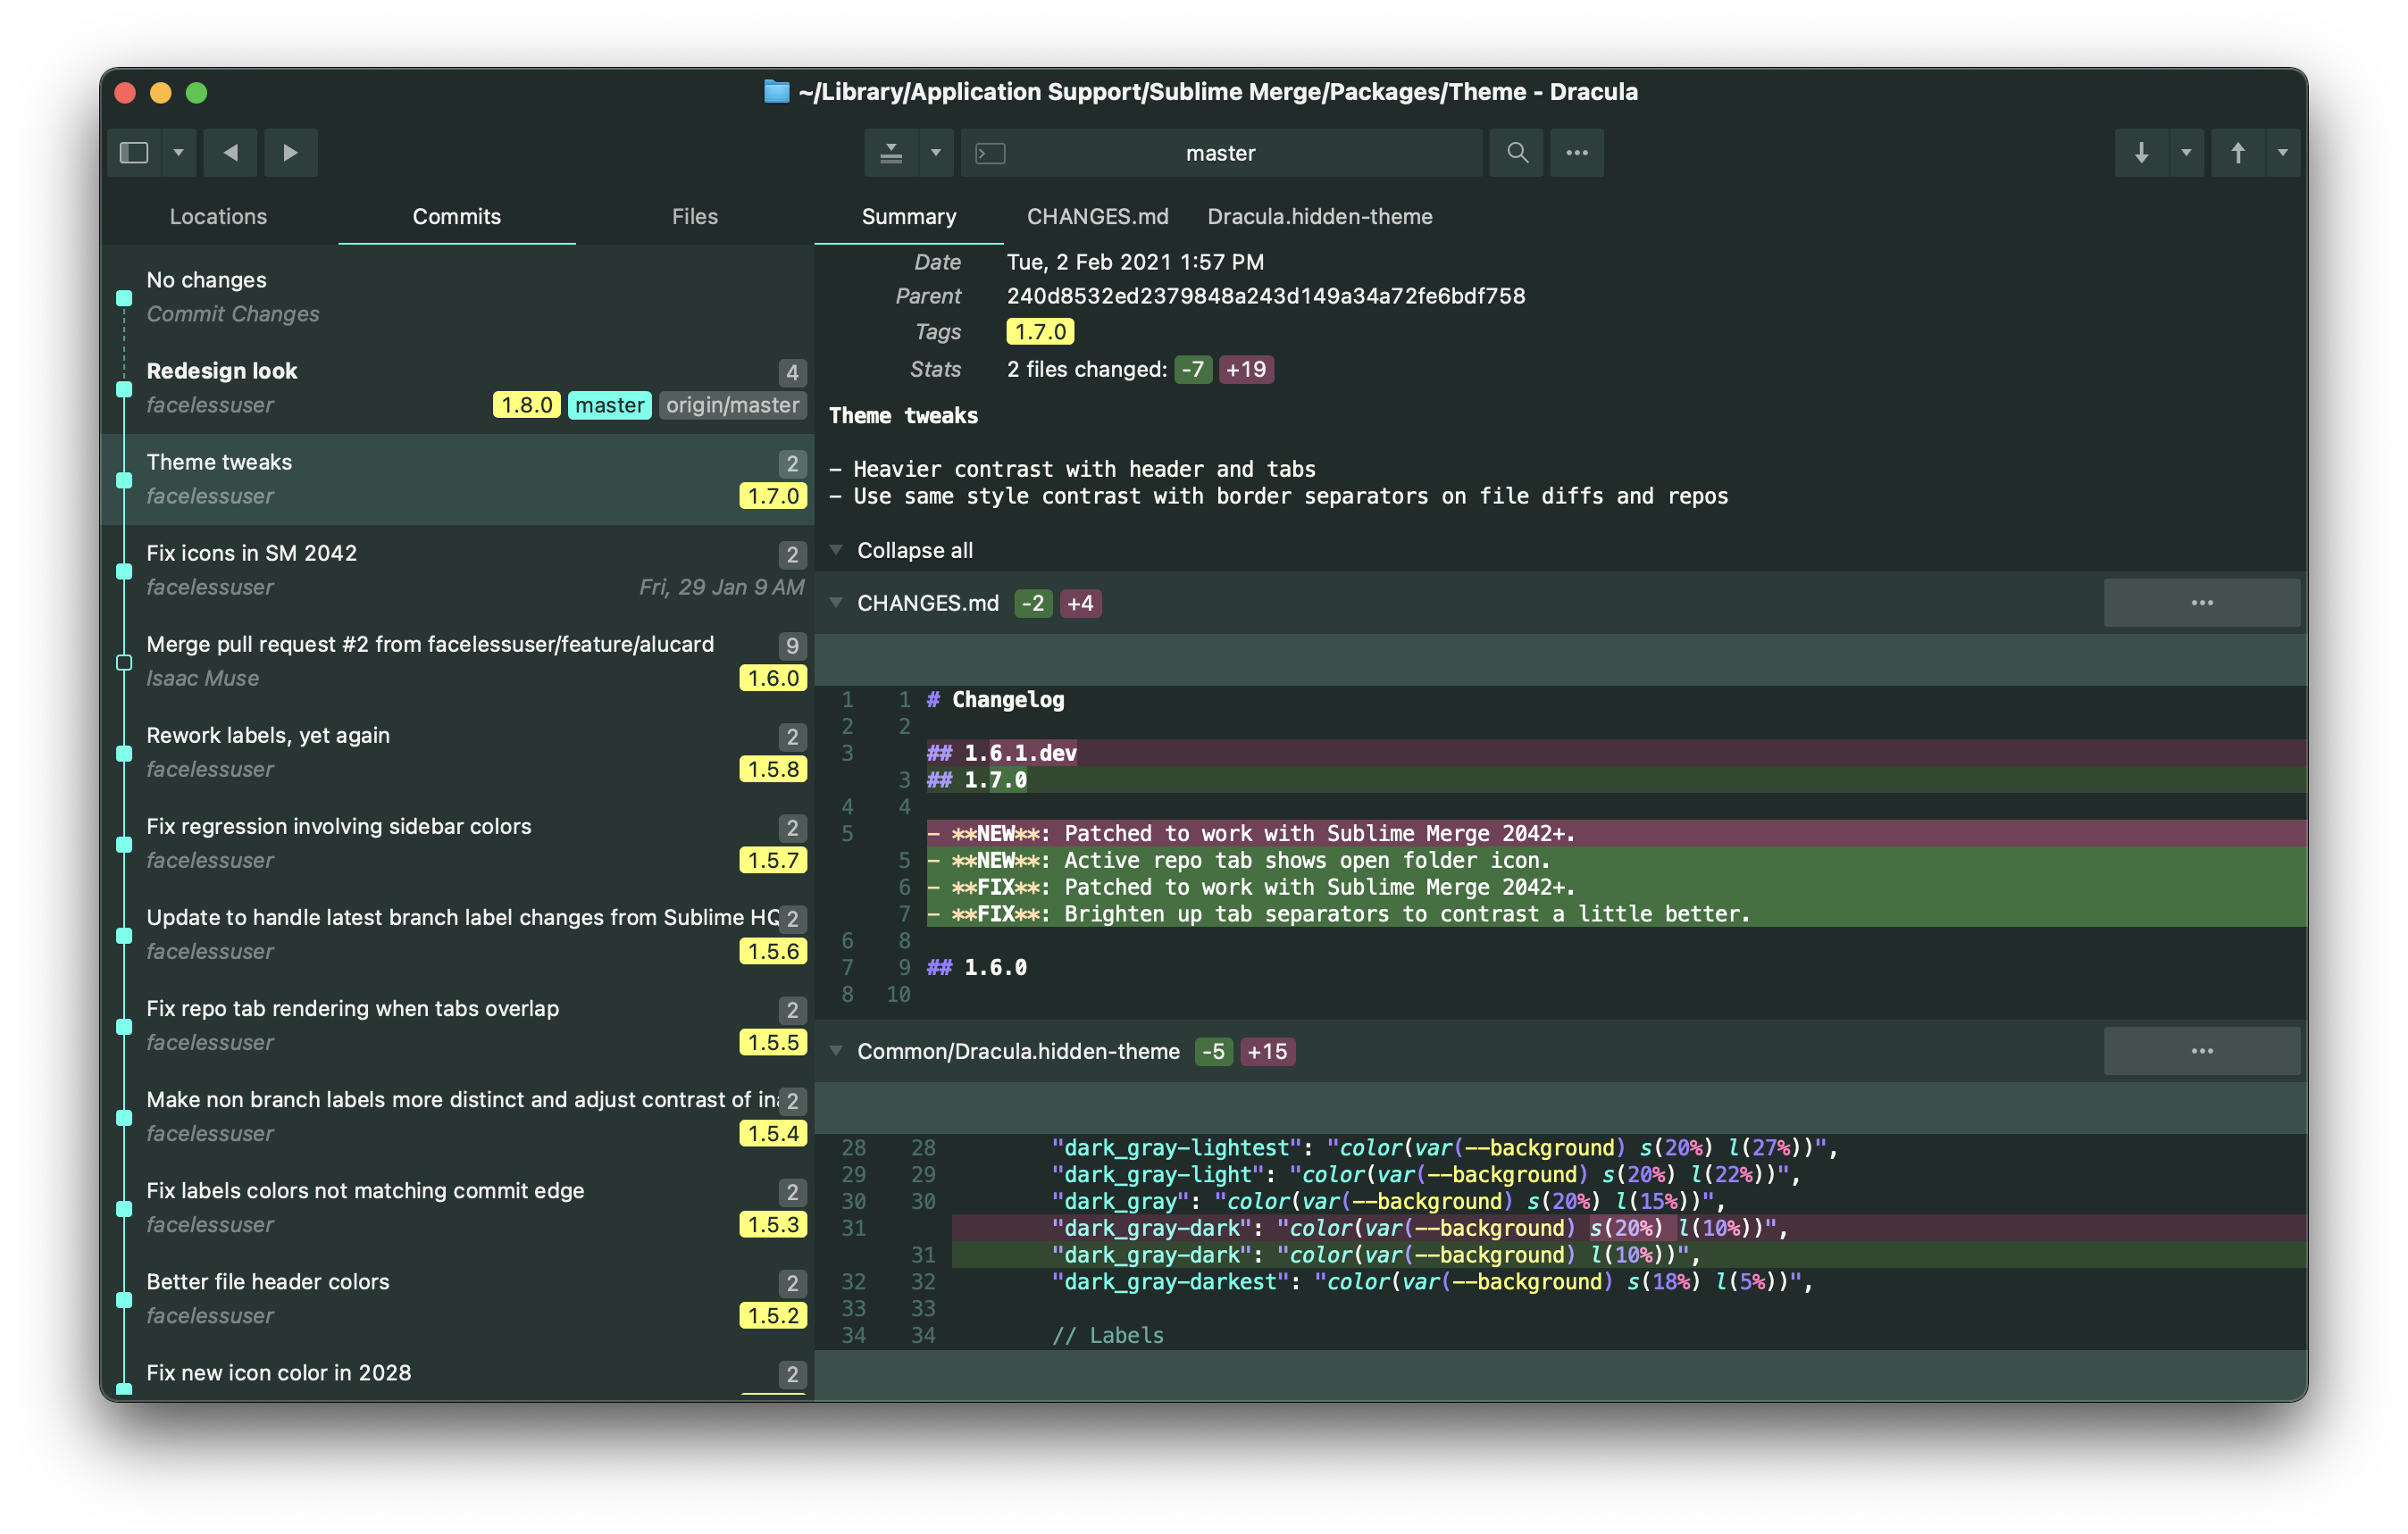 ~/Library/Application Support/Sublime Merge/Packages/Theme - Dracula
master
Locations
Commits
Files
No changes
Commit Changes
Redesign look
4
facelessuser
1.8.0
master
origin/master
Theme tweaks
2
facelessuser
1.7.0
Fix icons in SM 2042
2
facelessuser
Fri, 29 Jan 9 AM
Merge pull request #2 from facelessuser/feature/alucard
9
Isaac Muse
1.6.0
Rework labels, yet again
2
facelessuser
1.5.8
Fix regression involving sidebar colors
2
facelessuser
1.5.7
Update to handle latest branch label changes from Sublime HQ
2
facelessuser
1.5.6
Fix repo tab rendering when tabs overlap
2
facelessuser
1.5.5
Make non branch labels more distinct and adjust contrast of ina
2
facelessuser
1.5.4
Fix labels colors not matching commit edge
2
facelessuser
1.5.3
Better file header colors
2
facelessuser
1.5.2
Fix new icon color in 2028
2
Summary
CHANGES.md
Dracula.hidden-theme
Date Tue, 2 Feb 2021 1:57 PM
Parent 240d8532ed2379848a243d149a34a72fe6bdf758
Tags 1.7.0
Stats 2 files changed: -7 +19
Theme tweaks
- Heavier contrast with header and tabs
- Use same style contrast with border separators on file diffs and repos
Collapse all
CHANGES.md -2 +4
1 1 # Changelog
2 2
3 ## 1.6.1.dev
3 ## 1.7.0
4 4
5 - **NEW**: Patched to work with Sublime Merge 2042+.
5 - **NEW**: Active repo tab shows open folder icon.
6 - **FIX**: Patched to work with Sublime Merge 2042+.
7 - **FIX**: Brighten up tab separators to contrast a little better.
6 8
7 9 ## 1.6.0
8 10
Common/Dracula.hidden-theme -5 +15
28 28 "dark_gray-lightest": "color(var(--background) s(20%) l(27%))",
29 29 "dark_gray-light": "color(var(--background) s(20%) l(22%))",
30 30 "dark_gray": "color(var(--background) s(20%) l(15%))",
31 "dark_gray-dark": "color(var(--background) s(20%) l(10%))",
31 "dark_gray-dark": "color(var(--background) l(10%))",
32 32 "dark_gray-darkest": "color(var(--background) s(18%) l(5%))",
33 33
34 34 // Labels